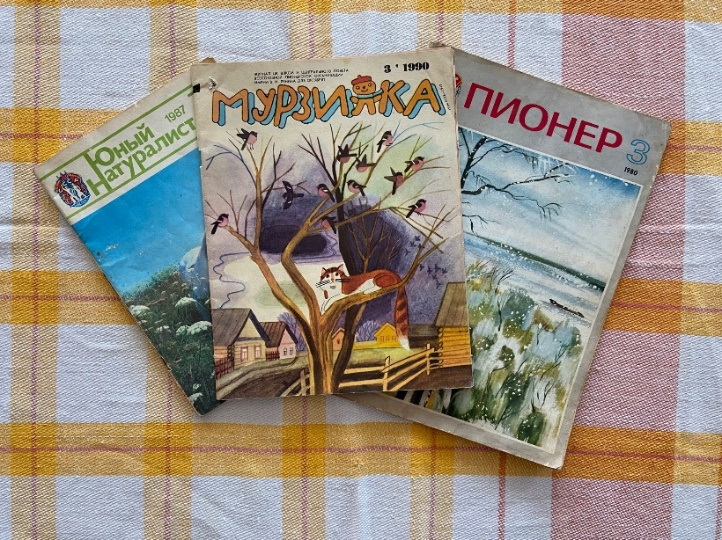 Юный
Натуралист
1987
3 ' 1990
МУРЗИЛКА
ПИОНЕР
3
1980